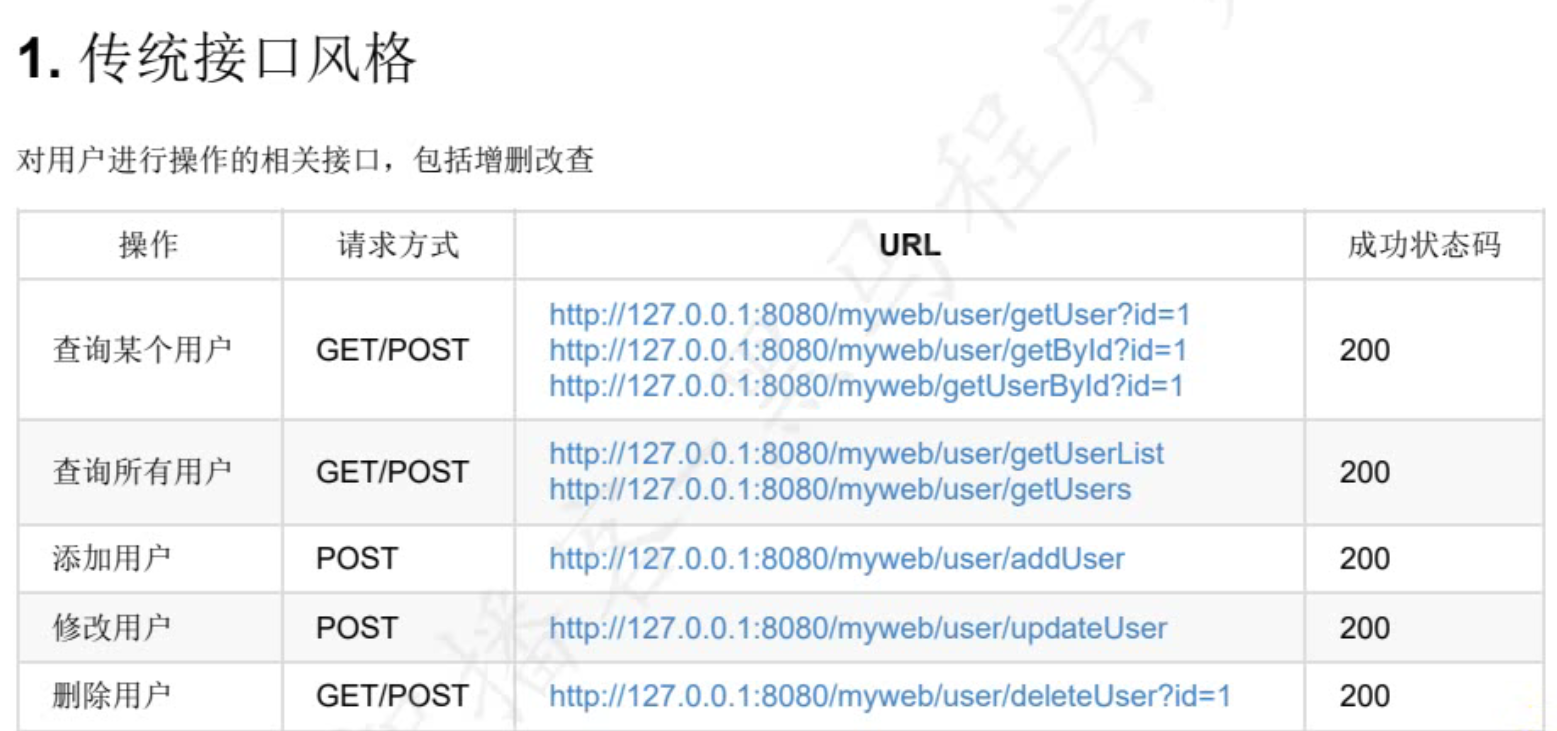 1. 传统接口风格
对用户进行操作的相关接口，包括增删改查
操作 请求方式 URL 成功状态码
查询某个用户 GET/POST http://127.0.0.1:8080/myweb/user/getUser?id=1
http://127.0.0.1:8080/myweb/user/getById?id=1
http://127.0.0.1:8080/myweb/getUserById?id=1 200
查询所有用户 GET/POST http://127.0.0.1:8080/myweb/user/getUserList
http://127.0.0.1:8080/myweb/user/getUsers 200
添加用户 POST http://127.0.0.1:8080/myweb/user/addUser 200
修改用户 POST http://127.0.0.1:8080/myweb/user/updateUser 200
删除用户 GET/POST http://127.0.0.1:8080/myweb/user/deleteUser?id=1 200
播客—黑马程序